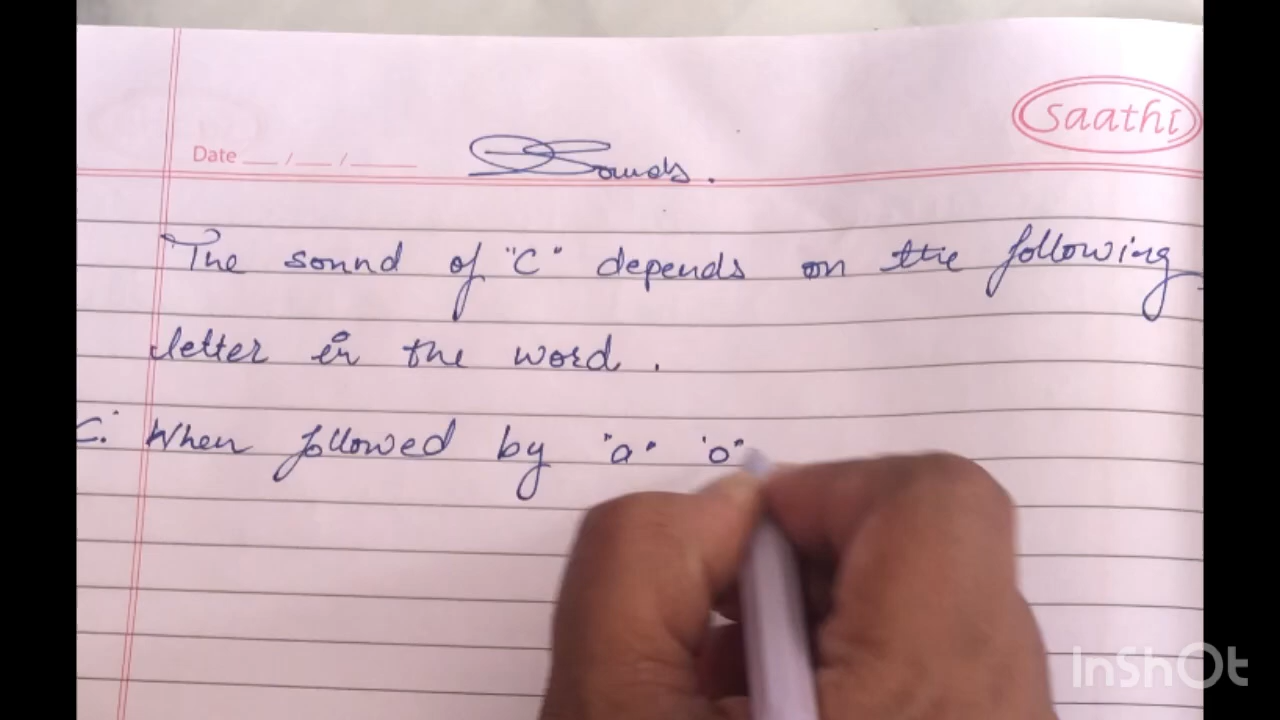 saathi
Date __ / __ / ____
Sounds.
The sound of "C" depends on the following
letter in the word.
C: When followed by "a" "o"
InShOt